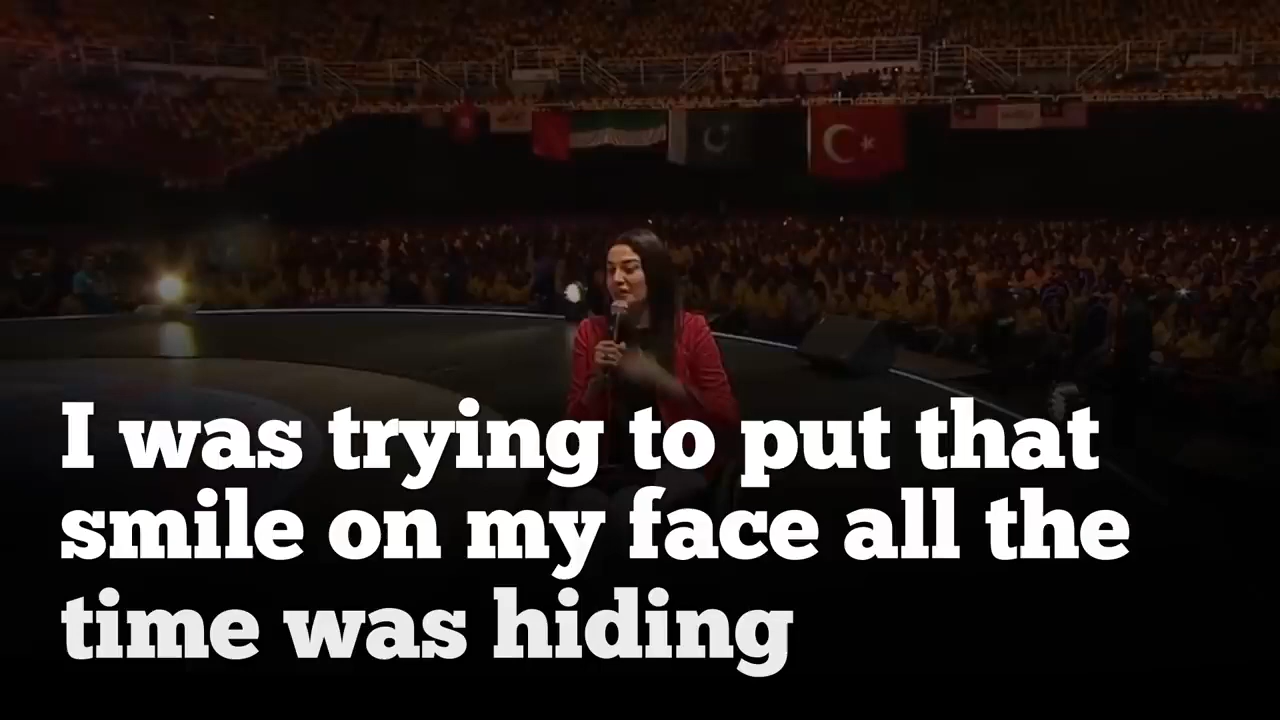 I was trying to put that
smile on my face all the
time was hiding